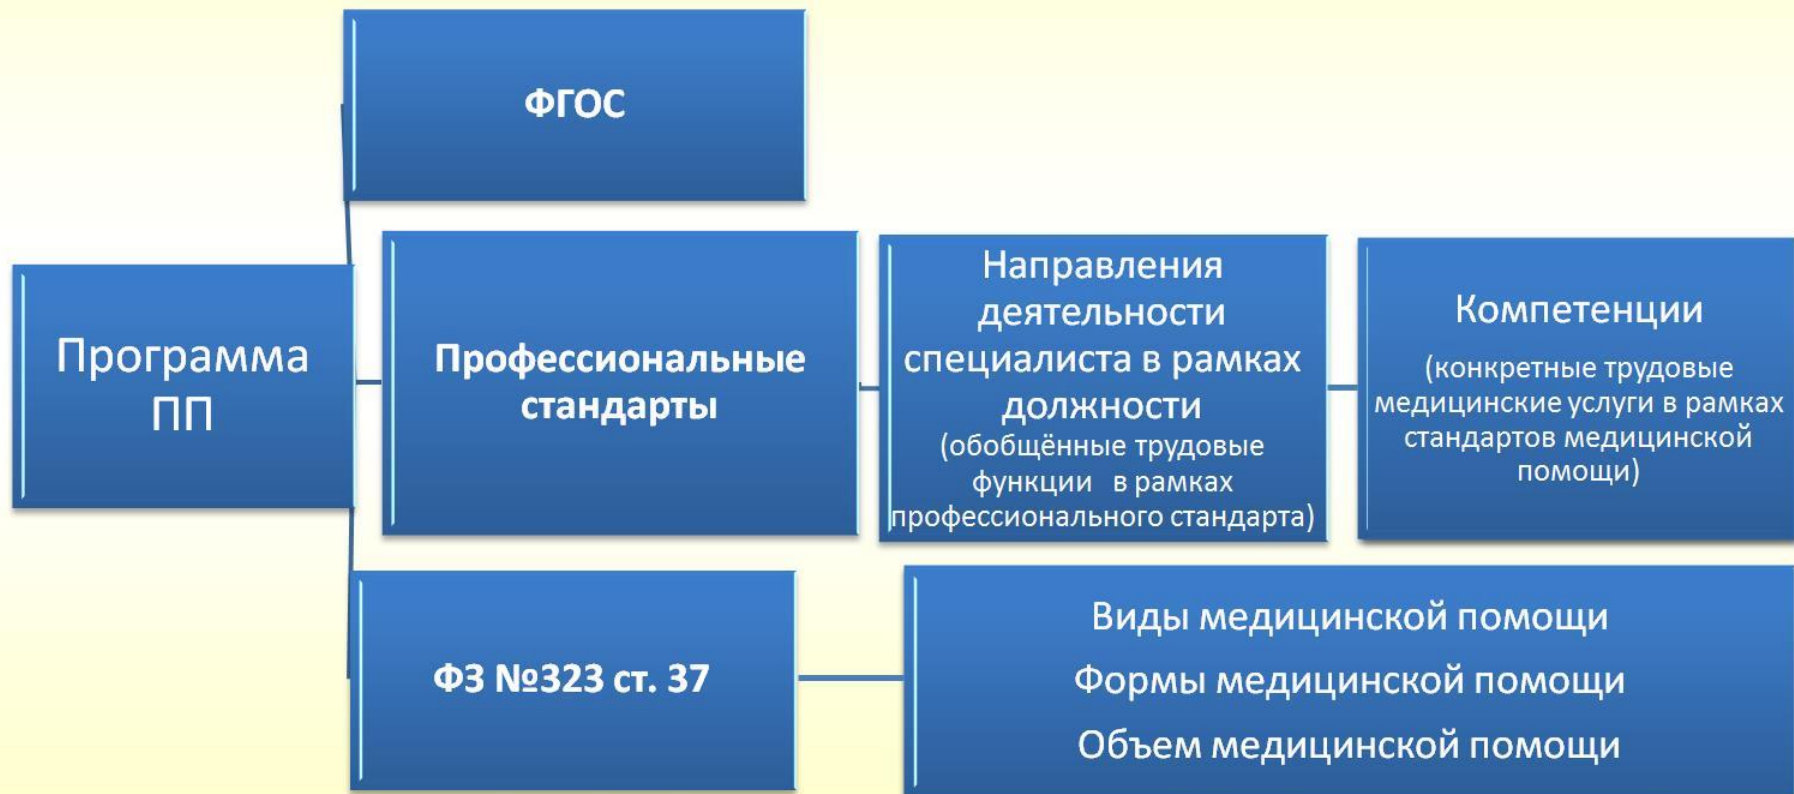 ФГОС
Программа
ПП
Профессиональные
стандарты
Направления
деятельности
специалиста в рамках
должности
(обобщённые трудовые
функции в рамках
профессионального стандарта)
Компетенции
(конкретные трудовые
медицинские услуги в рамках
стандартов медицинской
помощи)
ФЗ №323 ст. 37
Виды медицинской помощи
Формы медицинской помощи
Объем медицинской помощи